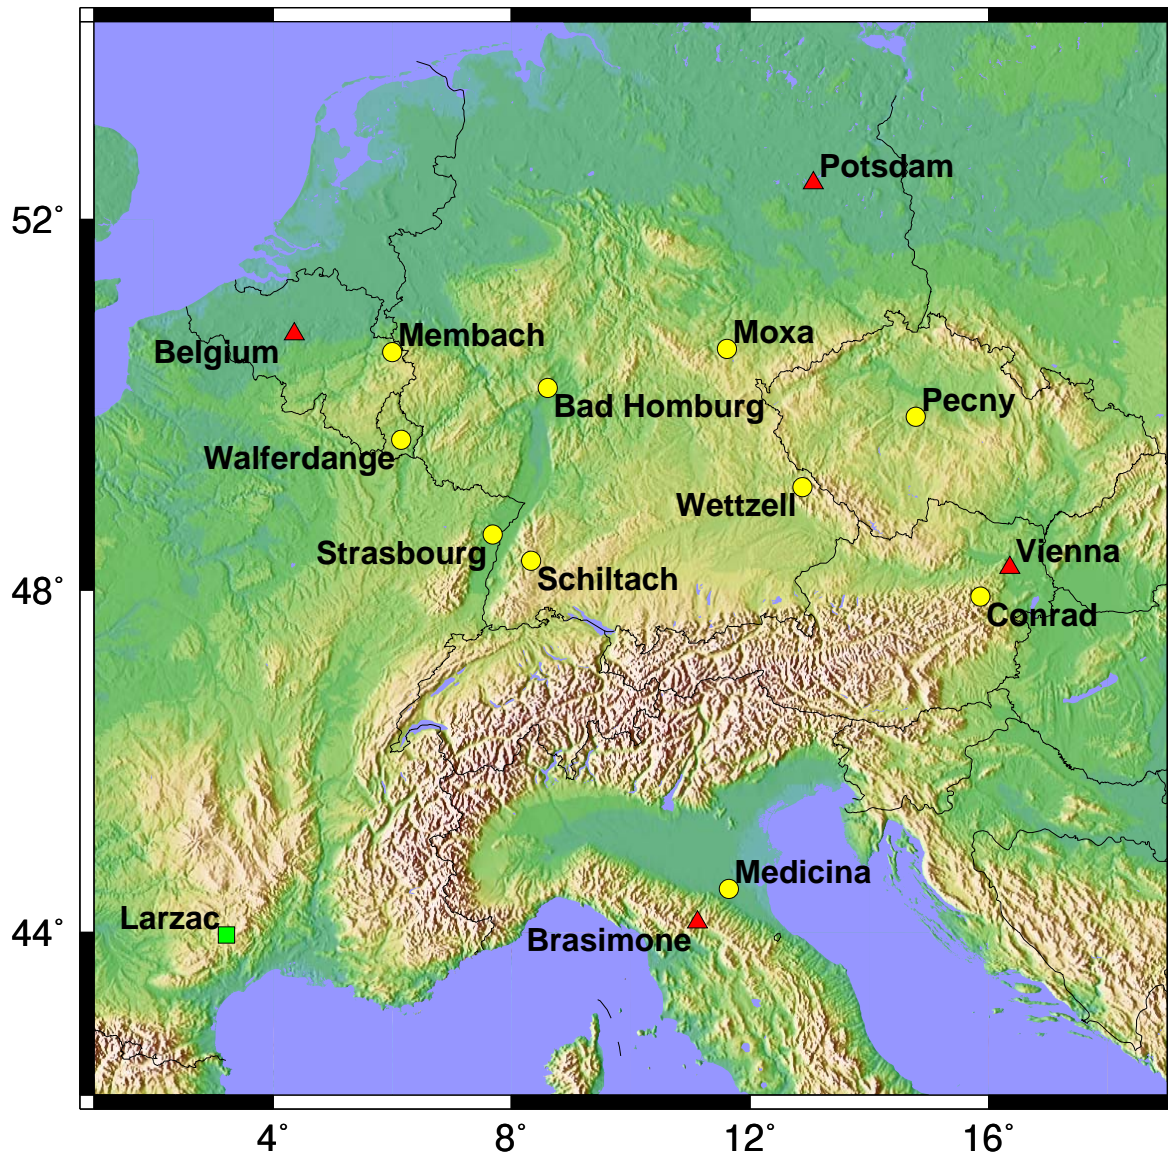 Potsdam
52°
Moxa
Membach
Belgium
Pecny
Bad Homburg
Walferdange
Wettzell
Strasbourg
Vienna
Schiltach
48°
Conrad
Medicina
Larzac
44°
Brasimone
4°
8°
12°
16°